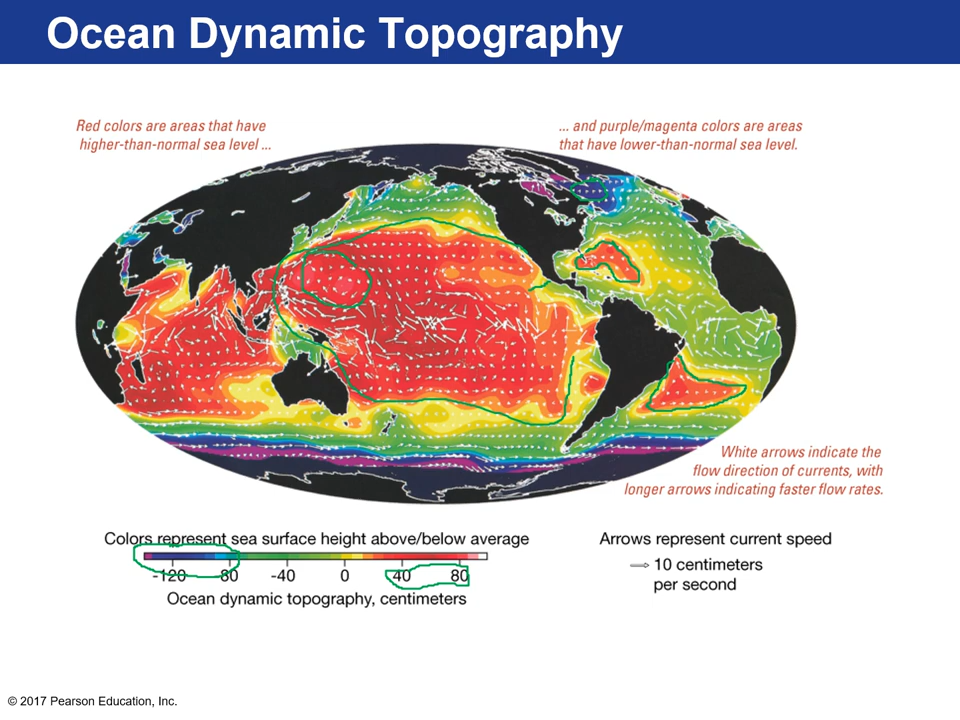 Ocean Dynamic Topography
Red colors are areas that have
higher-than-normal sea level ...
... and purple/magenta colors are areas
that have lower-than-normal sea level.
White arrows indicate the
flow direction of currents, with
longer arrows indicating faster flow rates.
Colors represent sea surface height above/below average
-120 -80 -40 0 40 80
Ocean dynamic topography, centimeters
Arrows represent current speed
10 centimeters
per second
© 2017 Pearson Education, Inc.